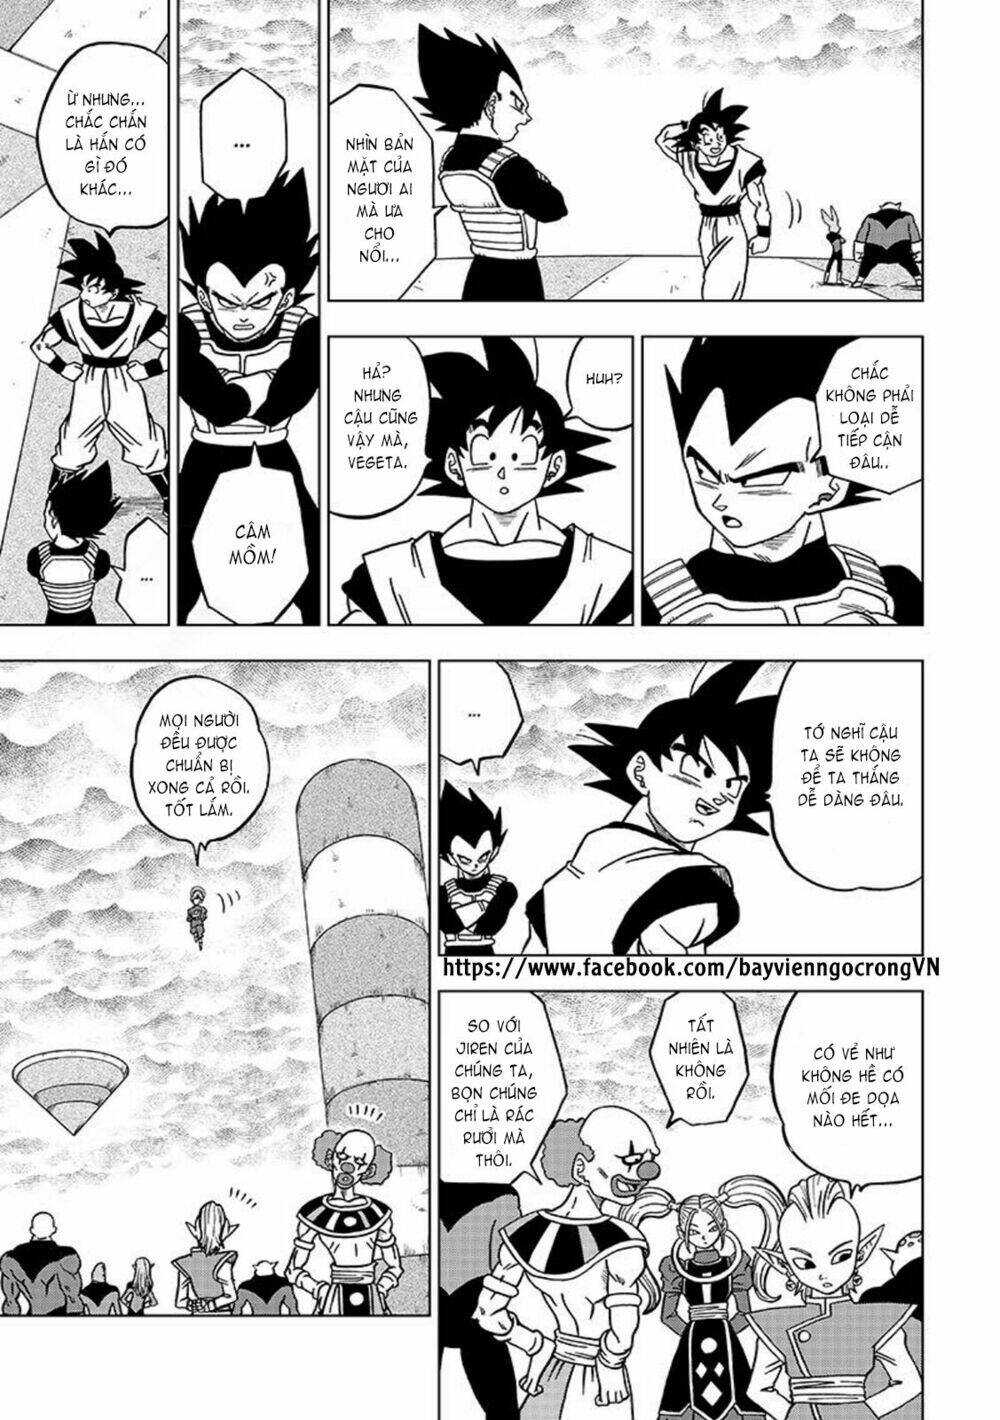 NHÌN BẢN
MẶT CỦA
NGƯƠI AI
MÀ ƯA
CHO
NỔI...
...
Ừ NHƯNG...
CHẮC CHẮN
LÀ HẮN CÓ
GÌ ĐÓ
KHÁC...
CHẮC
KHÔNG PHẢI
LOẠI DỄ
TIẾP CẬN
ĐÂU..
HUH?
HẢ?
NHƯNG
CẬU CŨNG
VẬY MÀ,
VEGETA.
CÂM
MỒM!
...
TỚ NGHĨ CẬU
TA SẼ KHÔNG
ĐỂ TA THẮNG
DỄ DÀNG ĐÂU.
...
https://www.facebook.com/bayvienngocrongVN
CÓ VẺ NHƯ
KHÔNG HỀ CÓ
MỐI ĐE DỌA
NÀO HẾT...
TẤT
NHIÊN LÀ
KHÔNG
RỒI.
SO VỚI
JIREN CỦA
CHÚNG TA,
BỌN CHÚNG
CHỈ LÀ RÁC
RƯỞI MÀ
THÔI.
MỌI NGƯỜI
ĐỀU ĐƯỢC
CHUẨN BỊ
XONG CẢ RỒI.
TỐT LẮM.